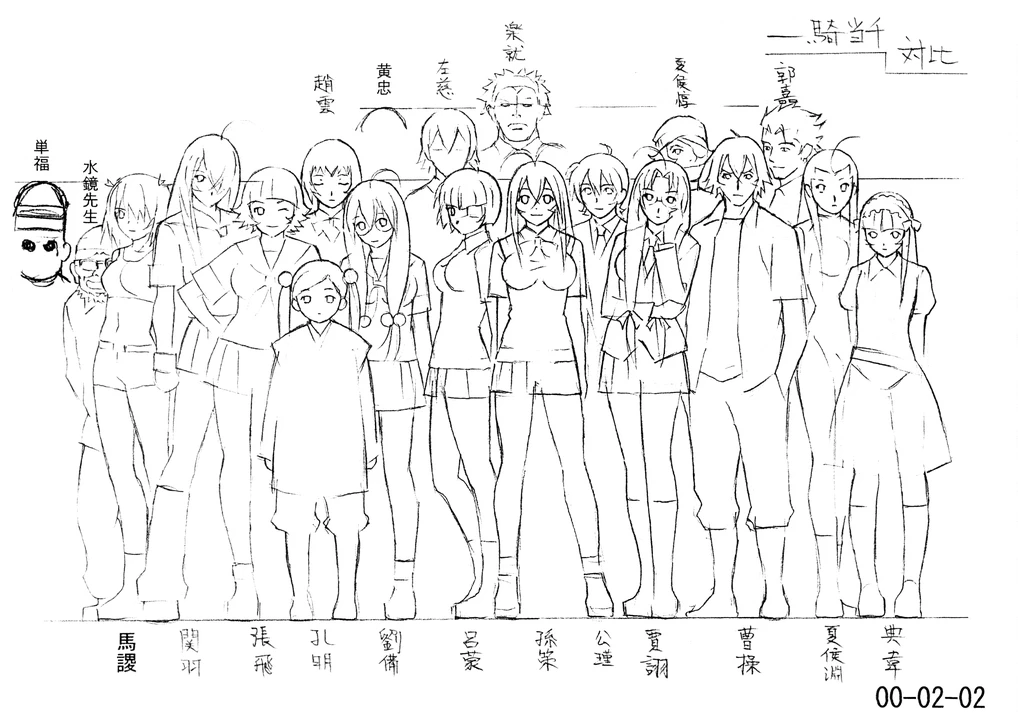 一騎当千
対比
単福
水鏡先生
趙雲
黄忠
左慈
楽就
夏侯惇
郭嘉
馬謖
関羽
張飛
孔明
劉備
呂蒙
孫策
公瑾
賈詡
曹操
夏侯淵
典韋
00-02-02